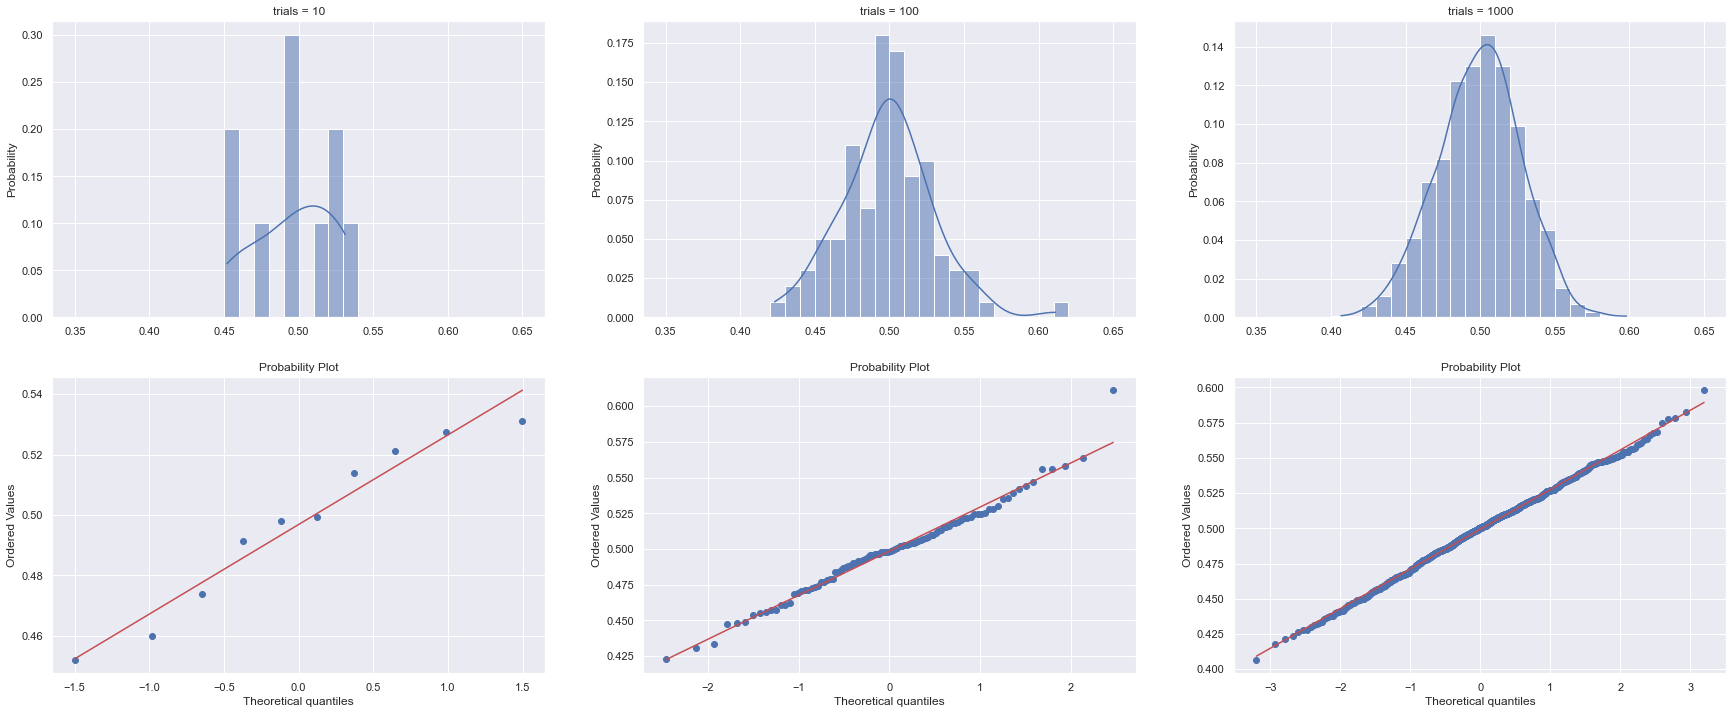 trials = 10
Probability
0.30
0.25
0.20
0.15
0.10
0.05
0.00
0.35 0.40 0.45 0.50 0.55 0.60 0.65
trials = 100
Probability
0.175
0.150
0.125
0.100
0.075
0.050
0.025
0.000
0.35 0.40 0.45 0.50 0.55 0.60 0.65
trials = 1000
Probability
0.14
0.12
0.10
0.08
0.06
0.04
0.02
0.00
0.35 0.40 0.45 0.50 0.55 0.60 0.65
Probability Plot
Ordered Values
0.54
0.52
0.50
0.48
0.46
−1.5 −1.0 −0.5 0.0 0.5 1.0 1.5
Theoretical quantiles
Probability Plot
Ordered Values
0.600
0.575
0.550
0.525
0.500
0.475
0.450
0.425
−2 −1 0 1 2
Theoretical quantiles
Probability Plot
Ordered Values
0.600
0.575
0.550
0.525
0.500
0.475
0.450
0.425
0.400
−3 −2 −1 0 1 2 3
Theoretical quantiles